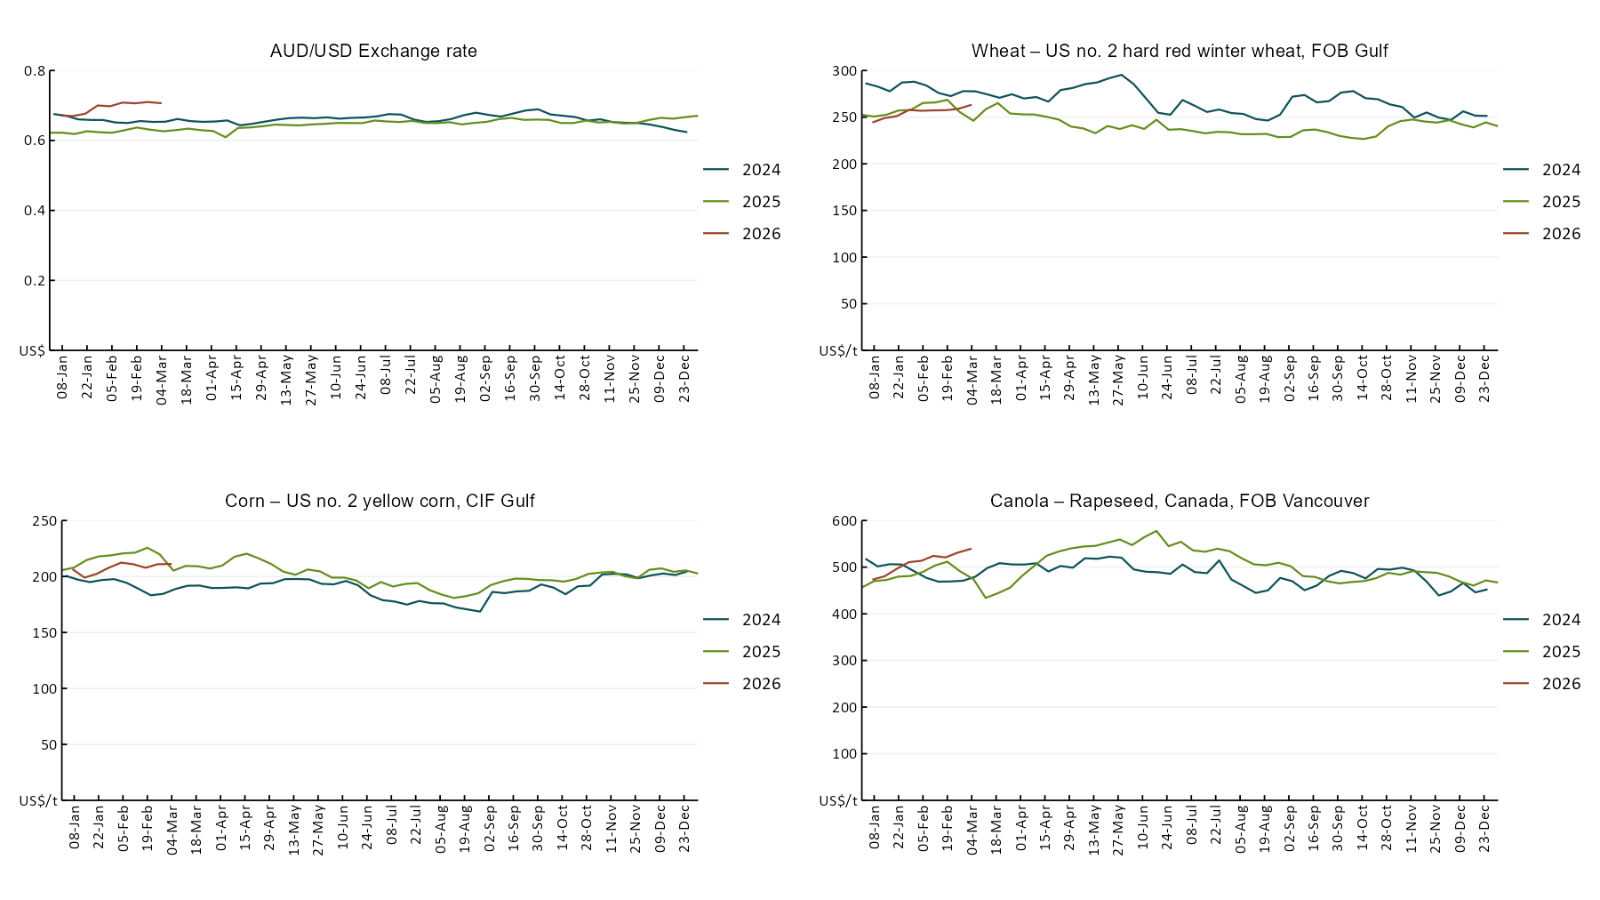 AUD/USD Exchange rate
0.8
0.6
0.4
0.2
US$
08-Jan 22-Jan 05-Feb 19-Feb 04-Mar 18-Mar 01-Apr 15-Apr 29-Apr 13-May 27-May 10-Jun 24-Jun 08-Jul 22-Jul 05-Aug 19-Aug 02-Sep 16-Sep 30-Sep 14-Oct 28-Oct 11-Nov 25-Nov 09-Dec 23-Dec
2024
2025
2026
Wheat – US no. 2 hard red winter wheat, FOB Gulf
300
250
200
150
100
50
US$/t
08-Jan 22-Jan 05-Feb 19-Feb 04-Mar 18-Mar 01-Apr 15-Apr 29-Apr 13-May 27-May 10-Jun 24-Jun 08-Jul 22-Jul 05-Aug 19-Aug 02-Sep 16-Sep 30-Sep 14-Oct 28-Oct 11-Nov 25-Nov 09-Dec 23-Dec
2024
2025
2026
Corn – US no. 2 yellow corn, CIF Gulf
250
200
150
100
50
US$/t
08-Jan 22-Jan 05-Feb 19-Feb 04-Mar 18-Mar 01-Apr 15-Apr 29-Apr 13-May 27-May 10-Jun 24-Jun 08-Jul 22-Jul 05-Aug 19-Aug 02-Sep 16-Sep 30-Sep 14-Oct 28-Oct 11-Nov 25-Nov 09-Dec 23-Dec
2024
2025
2026
Canola – Rapeseed, Canada, FOB Vancouver
600
500
400
300
200
100
US$/t
08-Jan 22-Jan 05-Feb 19-Feb 04-Mar 18-Mar 01-Apr 15-Apr 29-Apr 13-May 27-May 10-Jun 24-Jun 08-Jul 22-Jul 05-Aug 19-Aug 02-Sep 16-Sep 30-Sep 14-Oct 28-Oct 11-Nov 25-Nov 09-Dec 23-Dec
2024
2025
2026